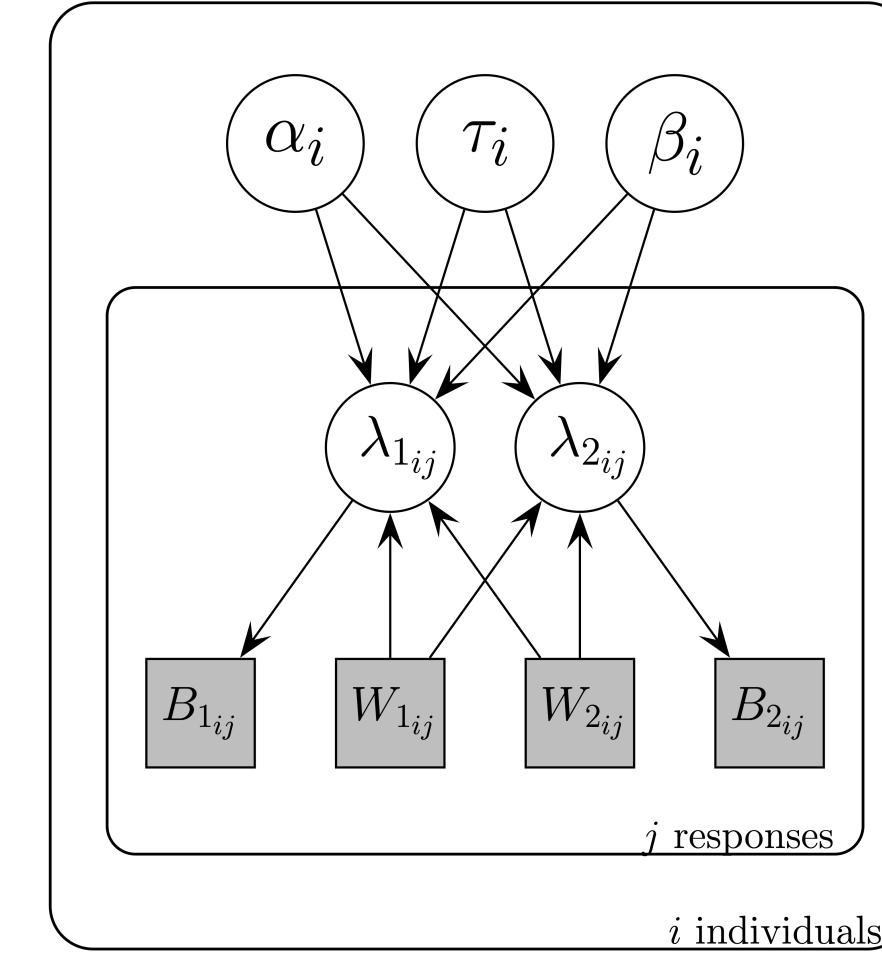 αᵢ τᵢ βᵢ
λ₁ᵢⱼ λ₂ᵢⱼ
B₁ᵢⱼ W₁ᵢⱼ W₂ᵢⱼ B₂ᵢⱼ
j responses
i individuals